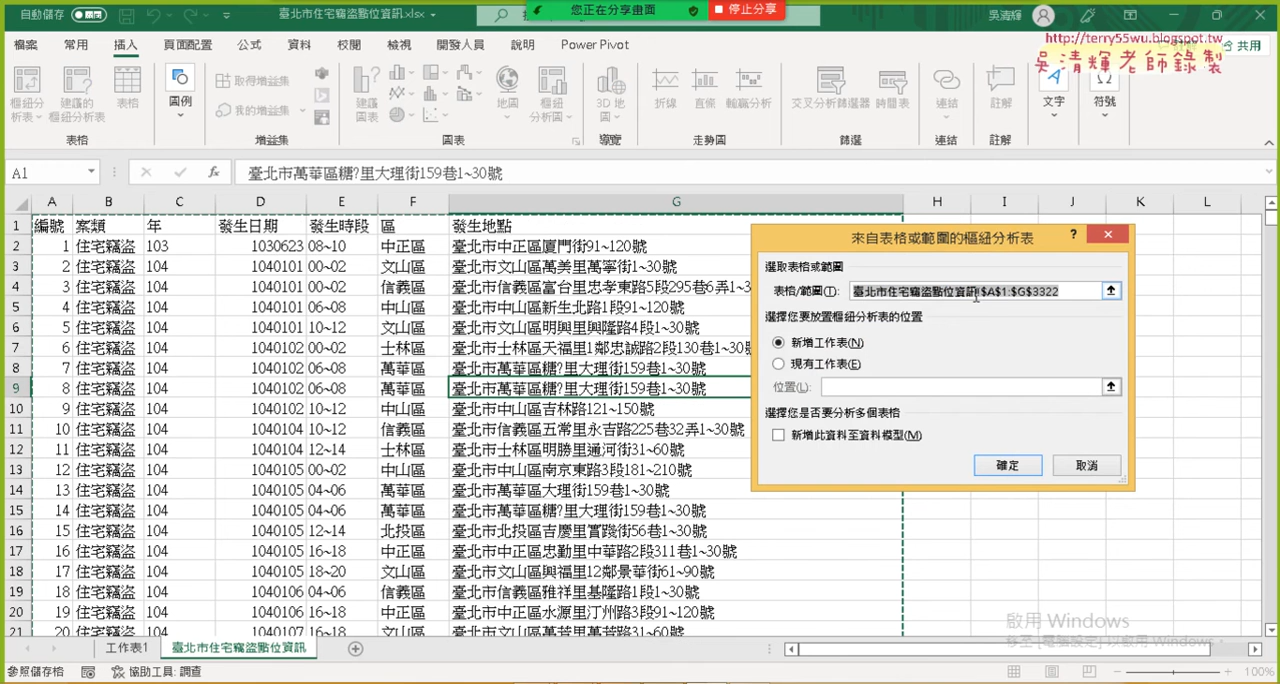 自動儲存
臺北市住宅竊盜點位資訊.xlsx
您正在分享畫面
停止分享
吳清輝
http://terry55wu.blogspot.tw
吳清輝老師錄製
共用
檔案 常用 插入 頁面配置 公式 資料 校閱 檢視 開發人員 說明 Power Pivot
樞紐分析表
建議的樞紐分析表
表格
圖例
取得增益集
我的增益集
建議圖表
地圖
樞紐分析圖
3D 地圖
折線
直條
輸贏分析
交叉分析篩選器
時間表
連結
註解
文字
符號
表格 增益集 圖表 導覽 走勢圖 篩選 連結 註解
A1
fx
臺北市萬華區糖?里大理街159巷1~30號
A B C D E F G H I J K L
1 編號 案類 年 發生日期 發生時段 區 發生地點
2 1 住宅竊盜 103 1030623 08~10 中正區 臺北市中正區廈門街91~120號
3 2 住宅竊盜 104 1040101 00~02 文山區 臺北市文山區萬美里萬寧街1~30號
4 3 住宅竊盜 104 1040101 00~02 信義區 臺北市信義區富台里忠孝東路5段295巷6弄1~3
5 4 住宅竊盜 104 1040101 06~08 中山區 臺北市中山區新生北路1段91~120號
6 5 住宅竊盜 104 1040101 10~12 文山區 臺北市文山區明興里興隆路4段1~30號
7 6 住宅竊盜 104 1040102 00~02 士林區 臺北市士林區天福里1鄰忠誠路2段130巷1~30
8 7 住宅竊盜 104 1040102 06~08 萬華區 臺北市萬華區糖?里大理街159巷1~30號
9 8 住宅竊盜 104 1040102 06~08 萬華區 臺北市萬華區糖?里大理街159巷1~30號
10 9 住宅竊盜 104 1040102 10~12 中山區 臺北市中山區吉林路121~150號
11 10 住宅竊盜 104 1040104 10~12 信義區 臺北市信義區五常里永吉路225巷32弄1~30號
12 11 住宅竊盜 104 1040104 12~14 士林區 臺北市士林區明勝里通河街31~60號
13 12 住宅竊盜 104 1040105 00~02 中山區 臺北市中山區南京東路3段181~210號
14 13 住宅竊盜 104 1040105 04~06 萬華區 臺北市萬華區大理街159巷1~30號
15 14 住宅竊盜 104 1040105 04~06 萬華區 臺北市萬華區糖?里大理街159巷1~30號
16 15 住宅竊盜 104 1040105 12~14 北投區 臺北市北投區吉慶里實踐街56巷1~30號
17 16 住宅竊盜 104 1040105 16~18 中正區 臺北市中正區忠勤里中華路2段311巷1~30號
18 17 住宅竊盜 104 1040105 18~20 文山區 臺北市文山區興福里12鄰景華街61~90號
19 18 住宅竊盜 104 1040106 04~06 信義區 臺北市信義區雅祥里基隆路1段1~30號
20 19 住宅竊盜 104 1040106 16~18 中正區 臺北市中正區水源里汀州路3段91~120號
21 20 住宅竊盜 104 1040107 16~18 文山區 臺北市文山區萬芳里萬芳路31~60號
來自表格或範圍的樞紐分析表
?
選取表格或範圍
表格/範圍(T): 臺北市住宅竊盜點位資訊!$A$1:$G$3322
選擇您要放置樞紐分析表的位置
新增工作表(N)
現有工作表(E)
位置(L):
選擇您是否要分析多個表格
新增此資料至資料模型(M)
確定 取消
啟用 Windows
移至 [電腦設定] 以啟用 Windows。
工作表1 臺北市住宅竊盜點位資訊
參照儲存格 協助工具: 調查
100%